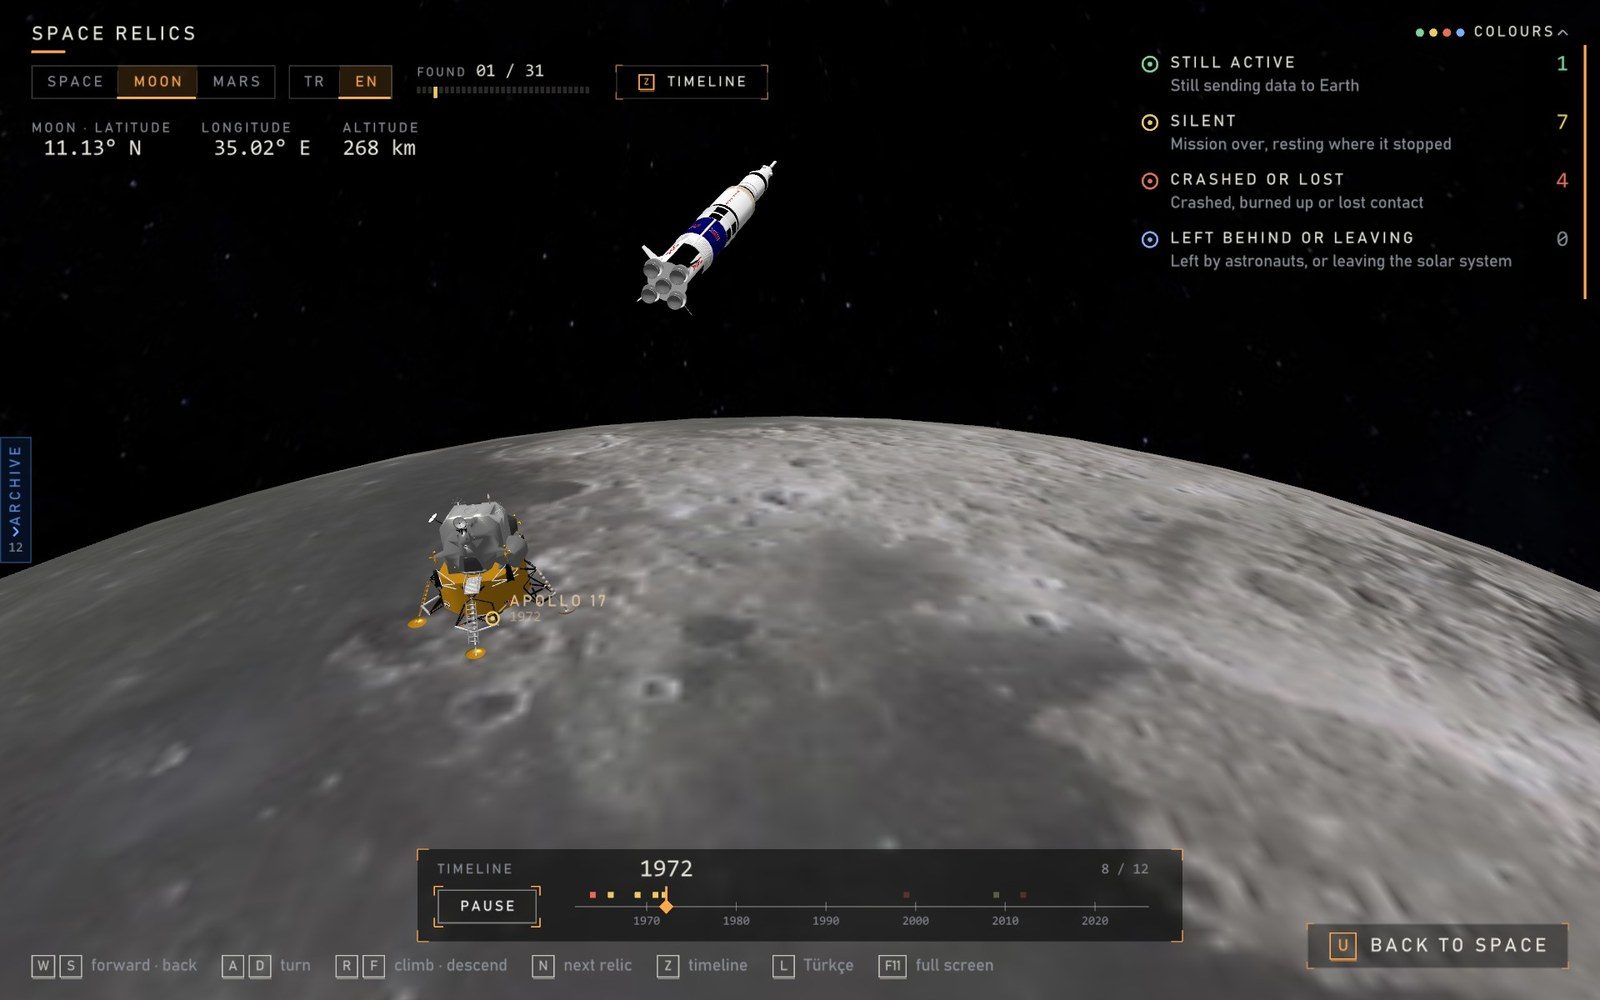 SPACE RELICS
SPACE MOON MARS TR EN FOUND 01 / 31 Z TIMELINE
MOON · LATITUDE LONGITUDE ALTITUDE
11.13° N 35.02° E 268 km
COLOURS
STILL ACTIVE 1
Still sending data to Earth
SILENT 7
Mission over, resting where it stopped
CRASHED OR LOST 4
Crashed, burned up or lost contact
LEFT BEHIND OR LEAVING 0
Left by astronauts, or leaving the solar system
ARCHIVE
12
APOLLO 17
1972
TIMELINE 1972 8 / 12
PAUSE
1970 1980 1990 2000 2010 2020
U BACK TO SPACE
W S forward · back A D turn R F climb · descend N next relic Z timeline L Türkçe F11 full screen